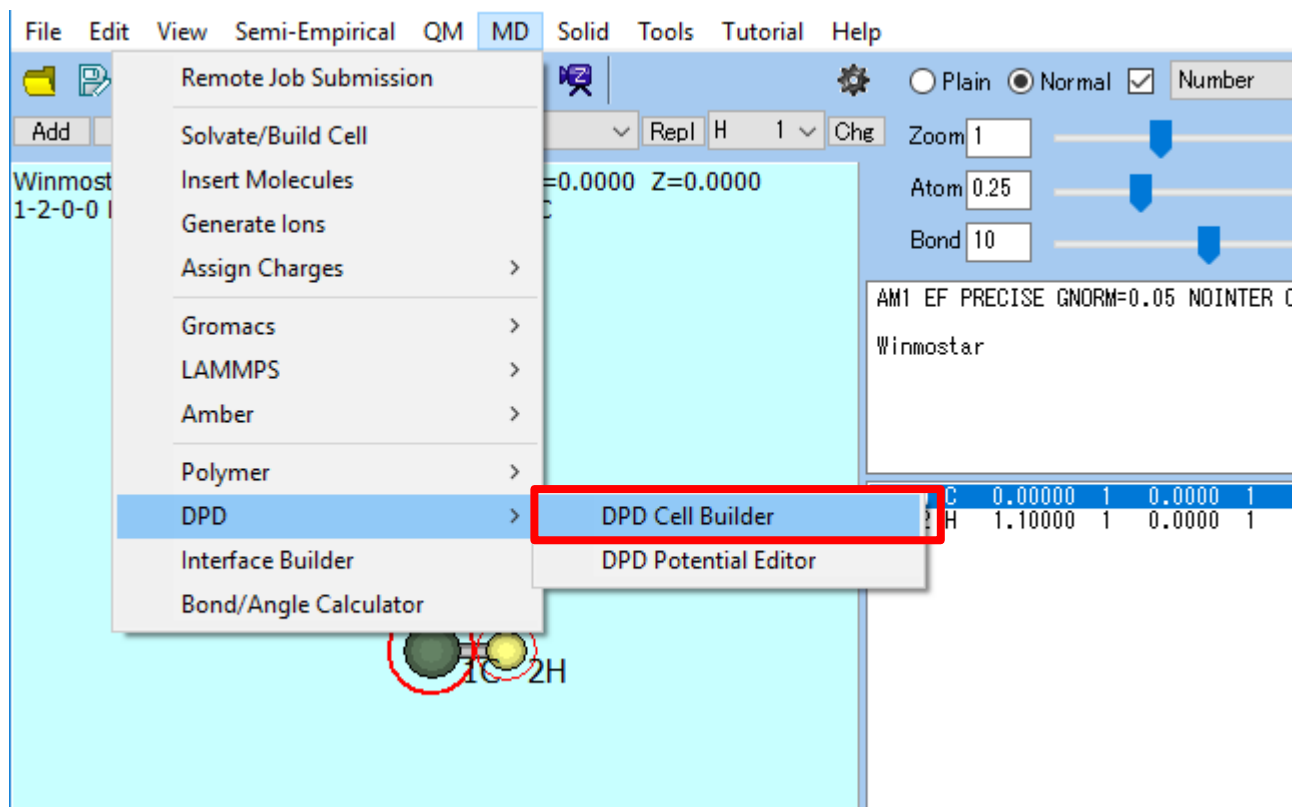 File Edit View Semi-Empirical QM MD Solid Tools Tutorial Help
Remote Job Submission
Plain Normal Number
Add Solvate/Build Cell Repl H 1 Chg Zoom 1
Winmost Insert Molecules =0.0000 Z=0.0000 Atom 0.25
1-2-0-0 Generate Ions
Bond 10
Assign Charges
AM1 EF PRECISE GNORM=0.05 NOINTER
Gromacs
Winmostar
LAMMPS
Amber
Polymer
C 0.00000 1 0.0000 1
DPD DPD Cell Builder
2 H 1.10000 1 0.0000 1
Interface Builder DPD Potential Editor
Bond/Angle Calculator
1C 2H